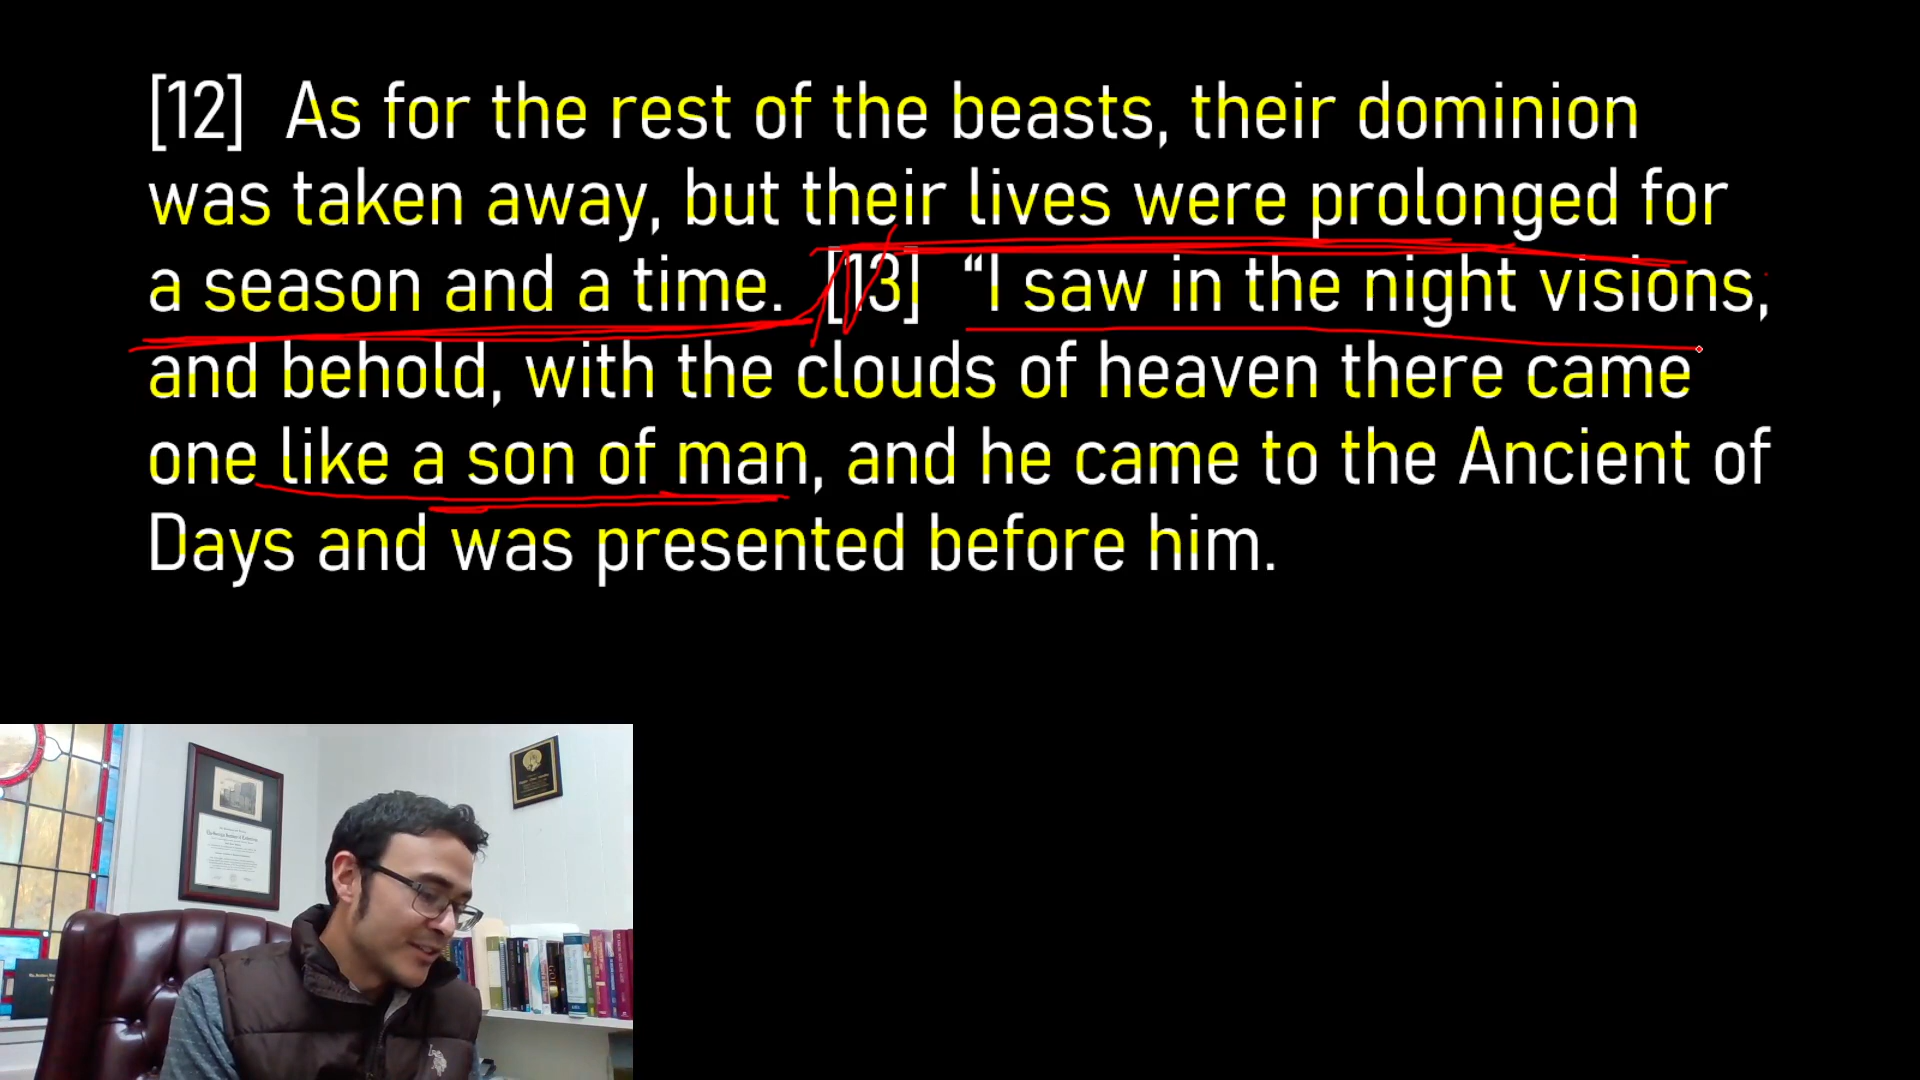 [12] As for the rest of the beasts, their dominion
was taken away, but their lives were prolonged for
a season and a time. [13] “I saw in the night visions,
and behold, with the clouds of heaven there came
one like a son of man, and he came to the Ancient of
Days and was presented before him.